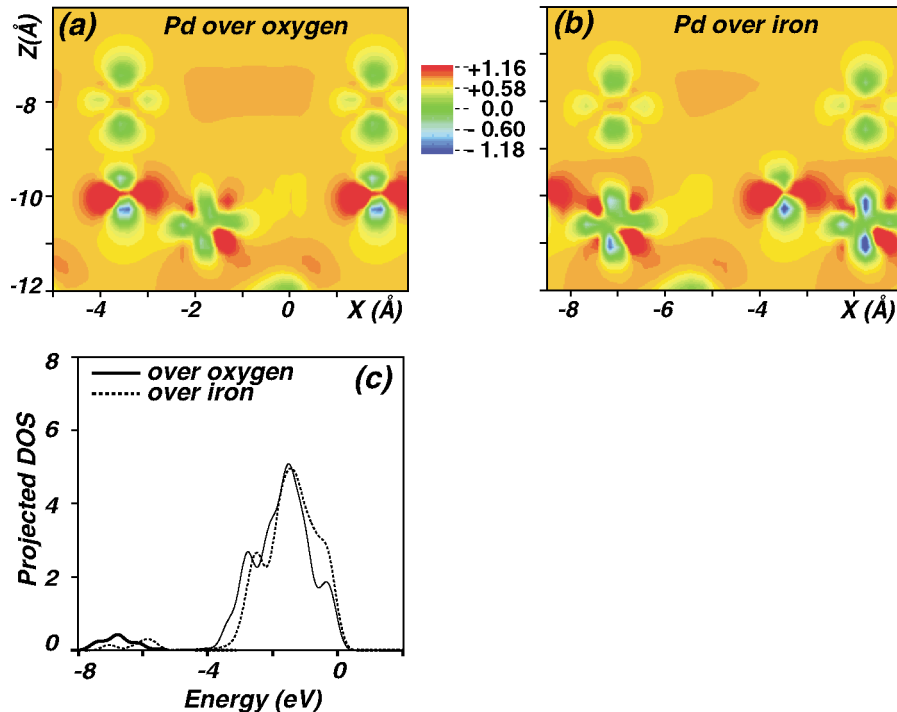 (a) Pd over oxygen
Z(Å)
-8
-10
-12
-4 -2 0 X (Å)
+1.16
+0.58
0.0
- 0.60
- 1.18
(b) Pd over iron
-8 -6 -4 X (Å)
(c)
over oxygen
over iron
Projected DOS
8
6
4
2
0
-8 -4 0
Energy (eV)